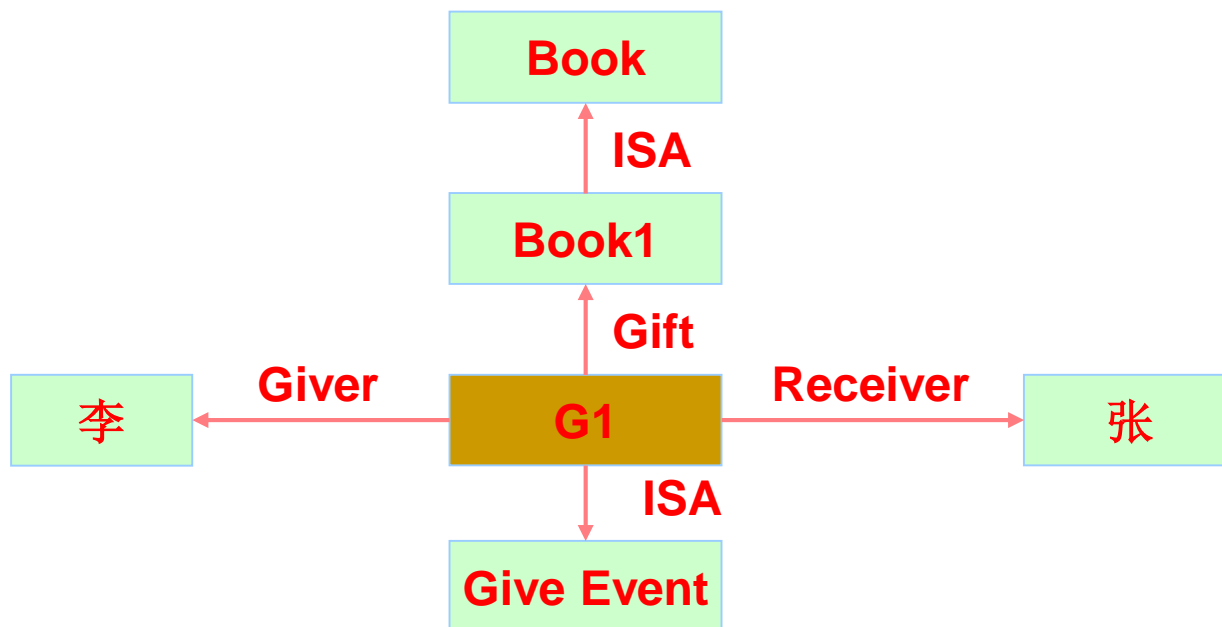 Book
ISA
Book1
Gift
Giver
Receiver
李
G1
张
ISA
Give Event